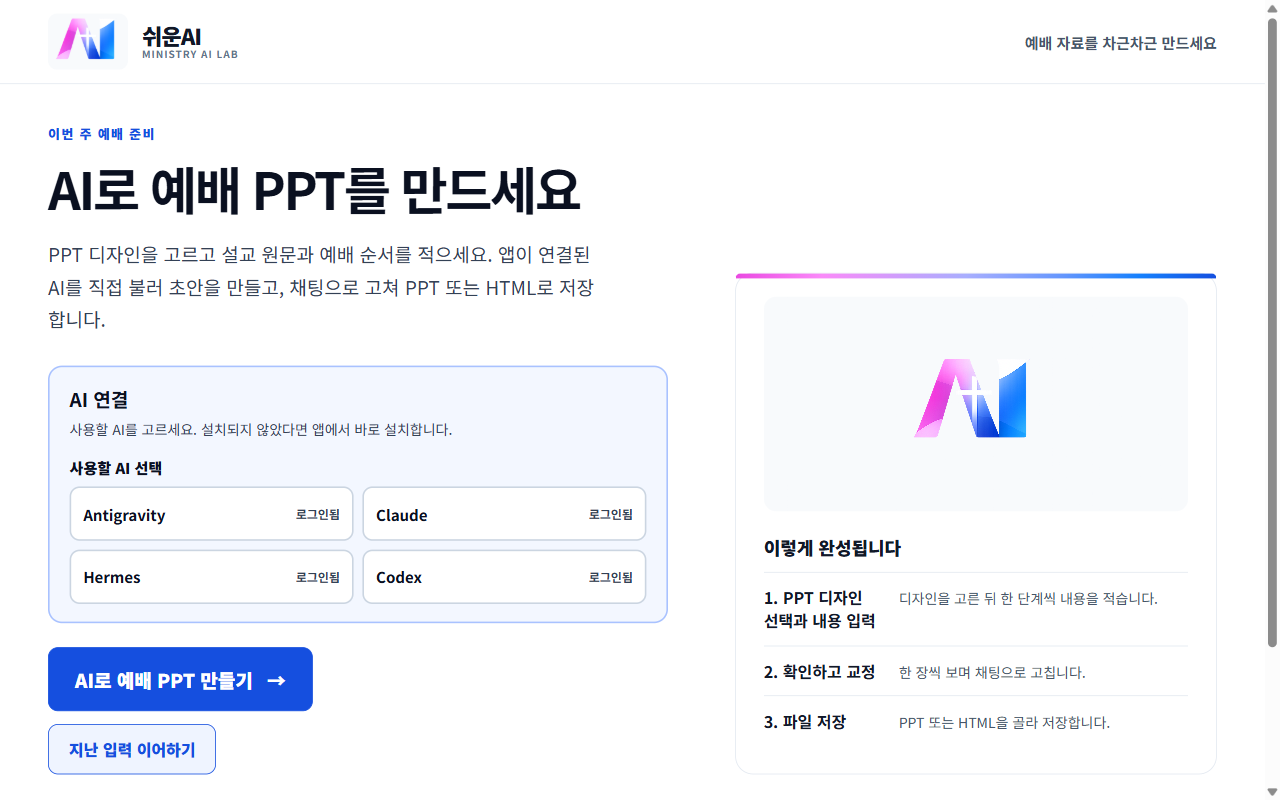 쉬운AI
MINISTRY AI LAB
예배 자료를 차근차근 만드세요
이번 주 예배 준비
AI로 예배 PPT를 만드세요
PPT 디자인을 고르고 설교 원문과 예배 순서를 적으세요. 앱이 연결된
AI를 직접 불러 초안을 만들고, 채팅으로 고쳐 PPT 또는 HTML로 저장
합니다.
AI 연결
사용할 AI를 고르세요. 설치되지 않았다면 앱에서 바로 설치합니다.
사용할 AI 선택
Antigravity 로그인됨
Claude 로그인됨
Hermes 로그인됨
Codex 로그인됨
AI로 예배 PPT 만들기 →
지난 입력 이어하기
이렇게 완성됩니다
1. PPT 디자인
선택과 내용 입력
디자인을 고른 뒤 한 단계씩 내용을 적습니다.
2. 확인하고 교정
한 장씩 보며 채팅으로 고칩니다.
3. 파일 저장
PPT 또는 HTML을 골라 저장합니다.